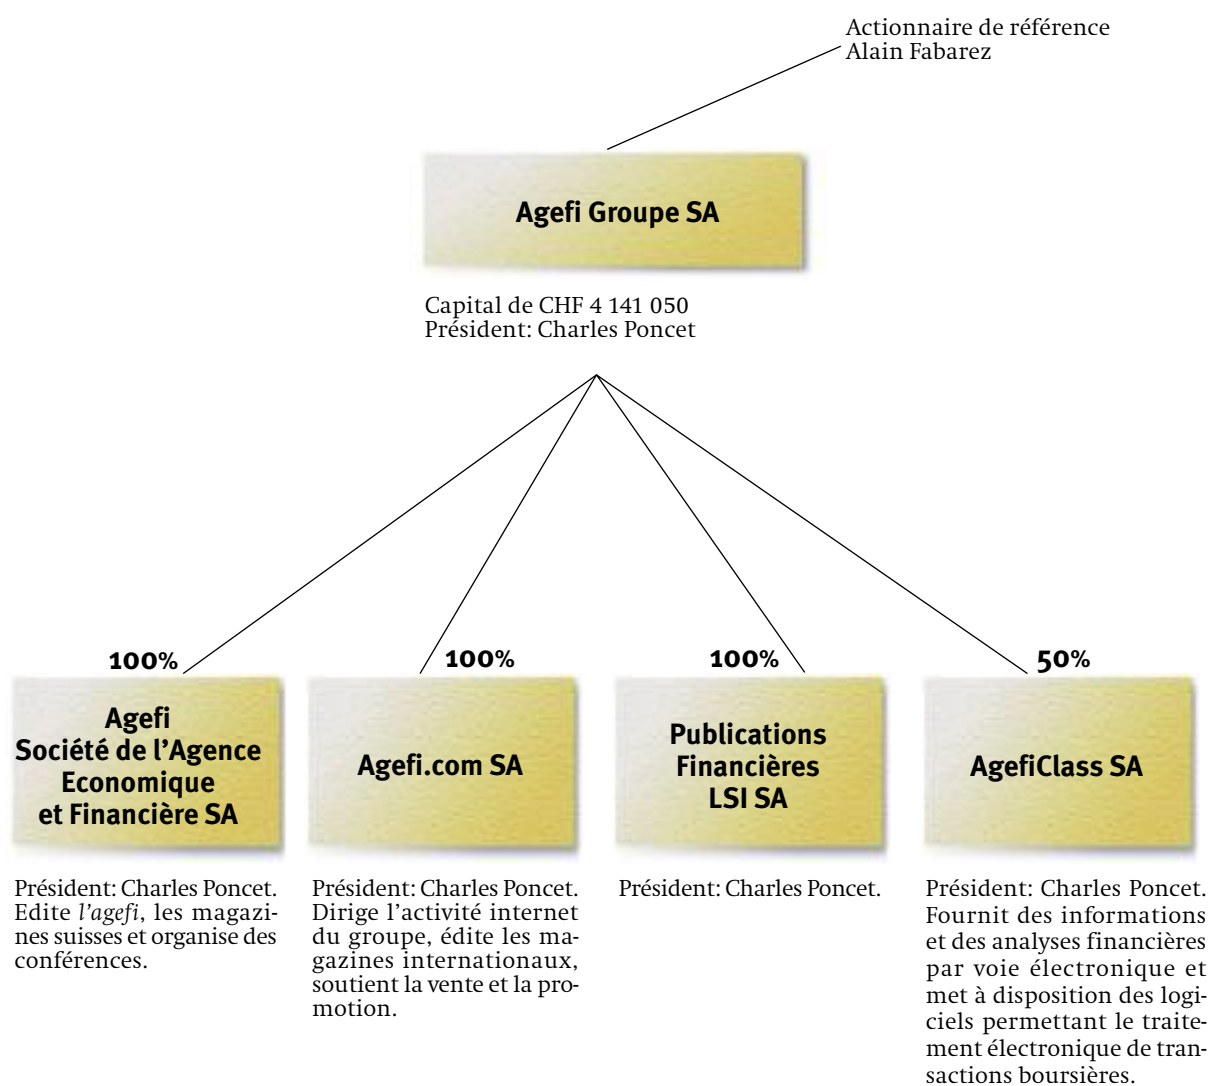 Actionnaire de référence
Alain Fabarez
Agefi Groupe SA
Capital de CHF 4 141 050
Président: Charles Poncet
100%
Agefi
Société de l’Agence
Economique
et Financière SA
Président: Charles Poncet.
Edite l’agefi, les magazi-
nes suisses et organise des
conférences.
100%
Agefi.com SA
Président: Charles Poncet.
Dirige l’activité internet
du groupe, édite les ma-
gazines internationaux,
soutient la vente et la pro-
motion.
100%
Publications
Financières
LSI SA
Président: Charles Poncet.
50%
AgefiClass SA
Président: Charles Poncet.
Fournit des informations
et des analyses financières
par voie électronique et
met à disposition des logi-
ciels permettant le traite-
ment électronique de tran-
sactions boursières.